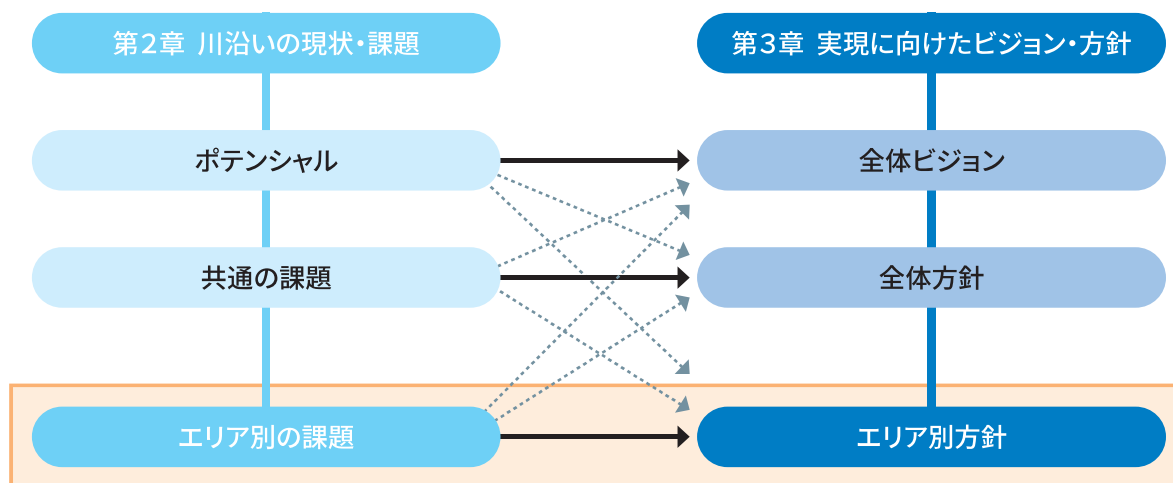 第2章 川沿いの現状・課題
第3章 実現に向けたビジョン・方針
ポテンシャル
全体ビジョン
共通の課題
全体方針
エリア別の課題
エリア別方針